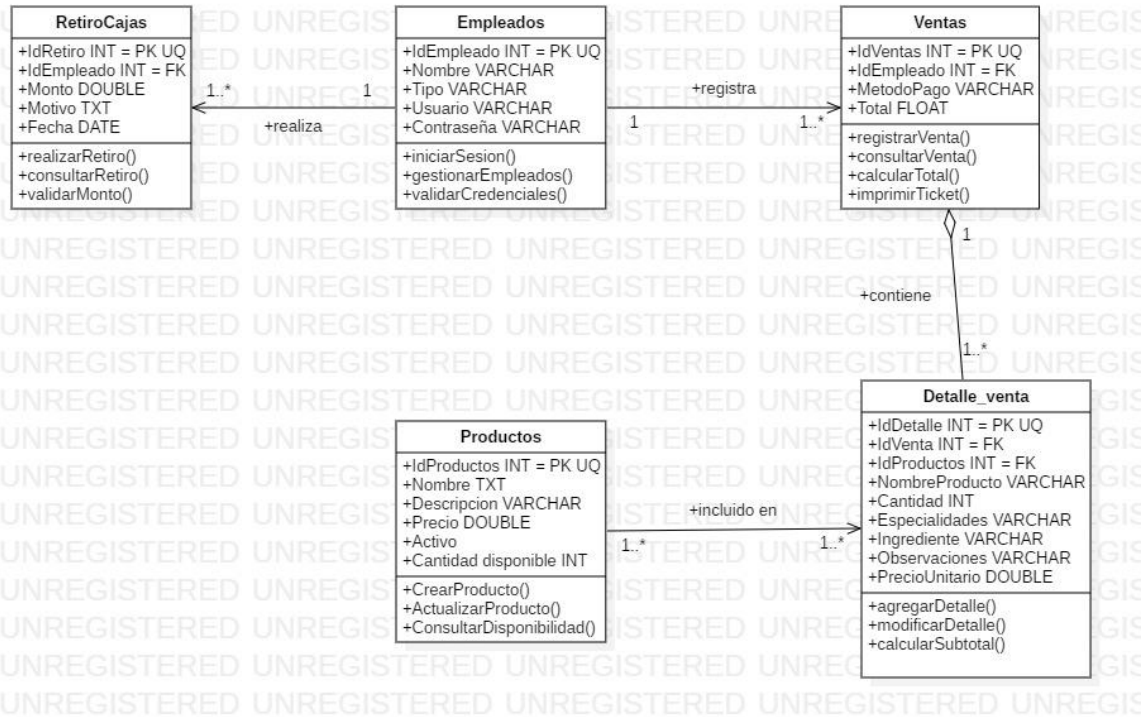 RetiroCajas
+IdRetiro INT = PK UQ
+IdEmpleado INT = FK
+Monto DOUBLE
+Motivo TXT
+Fecha DATE
+realizarRetiro()
+consultarRetiro()
+validarMonto()
1..*
1
+realiza
Empleados
+IdEmpleado INT = PK UQ
+Nombre VARCHAR
+Tipo VARCHAR
+Usuario VARCHAR
+Contraseña VARCHAR
+iniciarSesion()
+gestionarEmpleados()
+validarCredenciales()
+registra
1
1..*
Ventas
+IdVentas INT = PK UQ
+IdEmpleado INT = FK
+MetodoPago VARCHAR
+Total FLOAT
+registrarVenta()
+consultarVenta()
+calcularTotal()
+imprimirTicket()
1
+contiene
1..*
Productos
+IdProductos INT = PK UQ
+Nombre TXT
+Descripcion VARCHAR
+Precio DOUBLE
+Activo
+Cantidad disponible INT
+CrearProducto()
+ActualizarProducto()
+ConsultarDisponibilidad()
+incluido en
1..*
1..*
Detalle_venta
+IdDetalle INT = PK UQ
+IdVenta INT = FK
+IdProductos INT = FK
+NombreProducto VARCHAR
+Cantidad INT
+Especialidades VARCHAR
+Ingrediente VARCHAR
+Observaciones VARCHAR
+PrecioUnitario DOUBLE
+agregarDetalle()
+modificarDetalle()
+calcularSubtotal()
UNREGISTERED